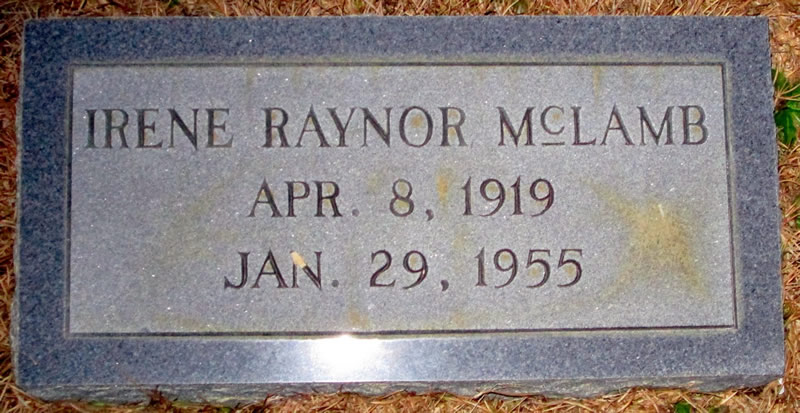 IRENE RAYNOR McLAMB
APR. 8, 1919
JAN. 29, 1955